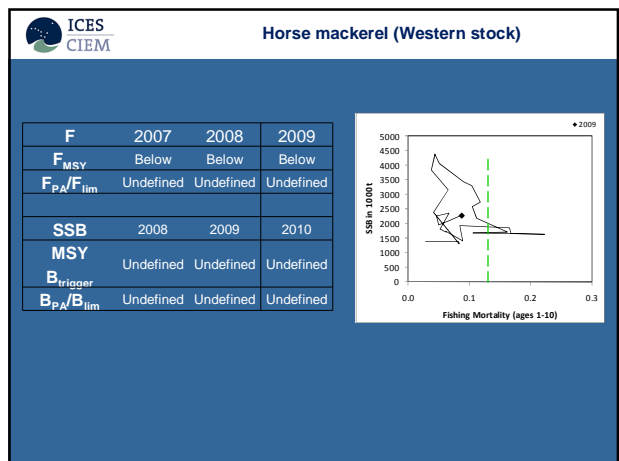 ICES
CIEM
Horse mackerel (Western stock)
F 2007 2008 2009
FMSY Below Below Below
FPA/Flim Undefined Undefined Undefined
SSB 2008 2009 2010
MSY
Btrigger Undefined Undefined Undefined
BPA/Blim Undefined Undefined Undefined
2009
5000
4500
4000
3500
3000
2500
2000
1500
1000
500
0
SSB in 1000t
0.0 0.1 0.2 0.3
Fishing Mortality (ages 1-10)